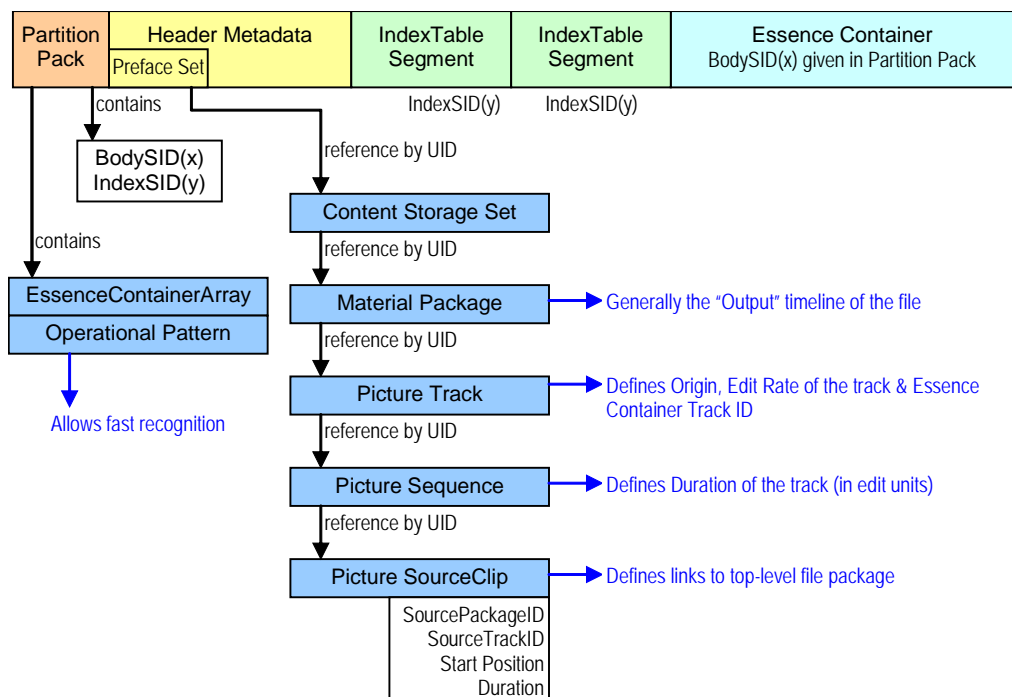 Partition
Pack
Header Metadata
Preface Set
IndexTable
Segment
IndexTable
Segment
Essence Container
BodySID(x) given in Partition Pack
IndexSID(y)
IndexSID(y)
contains
BodySID(x)
IndexSID(y)
reference by UID
Content Storage Set
contains
reference by UID
EssenceContainerArray
Operational Pattern
Material Package
Generally the “Output” timeline of the file
reference by UID
Allows fast recognition
Picture Track
Defines Origin, Edit Rate of the track & Essence
Container Track ID
reference by UID
Picture Sequence
Defines Duration of the track (in edit units)
reference by UID
Picture SourceClip
Defines links to top-level file package
SourcePackageID
SourceTrackID
Start Position
Duration